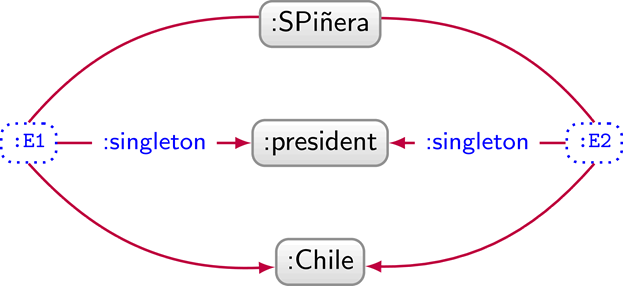 :SPiñera
:E1 :singleton :president :singleton :E2
:Chile